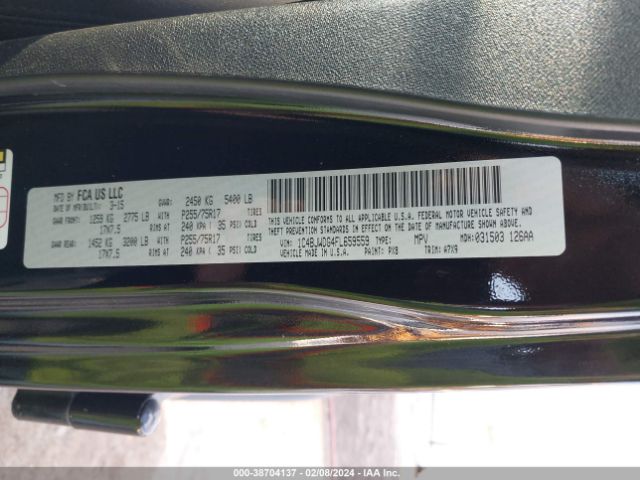 MFD BY FCA US LLC
DATE OF MFR/BUILT: 3-15 GVWR: 2450 KG 5400 LB
GAWR FRONT: 1259 KG 2775 LB WITH P255/75R17 TIRES
17X7.5 RIMS AT 240 KPA / 35 PSI COLD
GAWR REAR: 1452 KG 3200 LB WITH P255/75R17 TIRES
17X7.5 RIMS AT 240 KPA / 35 PSI COLD
THIS VEHICLE CONFORMS TO ALL APPLICABLE U.S.A. FEDERAL MOTOR VEHICLE SAFETY AND
THEFT PREVENTION STANDARDS IN EFFECT ON THE DATE OF MANUFACTURE SHOWN ABOVE.
VIN: 1C4BJWDG4FL659559 TYPE: MPV MDH: 031503 126AA
VEHICLE MADE IN U.S.A. PAINT: PX8 TRIM: A7X9
000-38704137 - 02/08/2024 - IAA Inc.